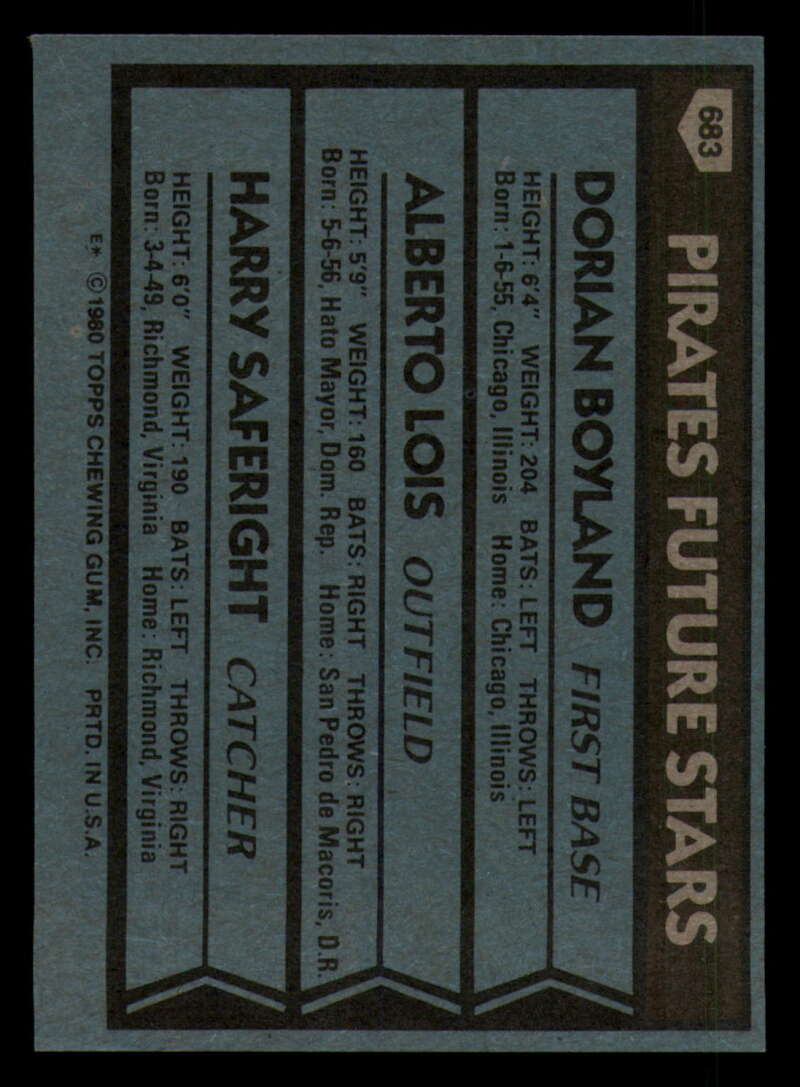 683
PIRATES FUTURE STARS
DORIAN BOYLAND FIRST BASE
HEIGHT: 6'4" WEIGHT: 204 BATS: LEFT THROWS: LEFT
Born: 1-6-55, Chicago, Illinois Home: Chicago, Illinois
ALBERTO LOIS OUTFIELD
HEIGHT: 5'9" WEIGHT: 160 BATS: RIGHT THROWS: RIGHT
Born: 5-6-56, Hato Mayor, Dom. Rep. Home: San Pedro de Macoris, D.R.
HARRY SAFERIGHT CATCHER
HEIGHT: 6'0" WEIGHT: 190 BATS: LEFT THROWS: RIGHT
Born: 3-4-49, Richmond, Virginia Home: Richmond, Virginia
E* © 1980 TOPPS CHEWING GUM, INC. PRTD. IN U.S.A.